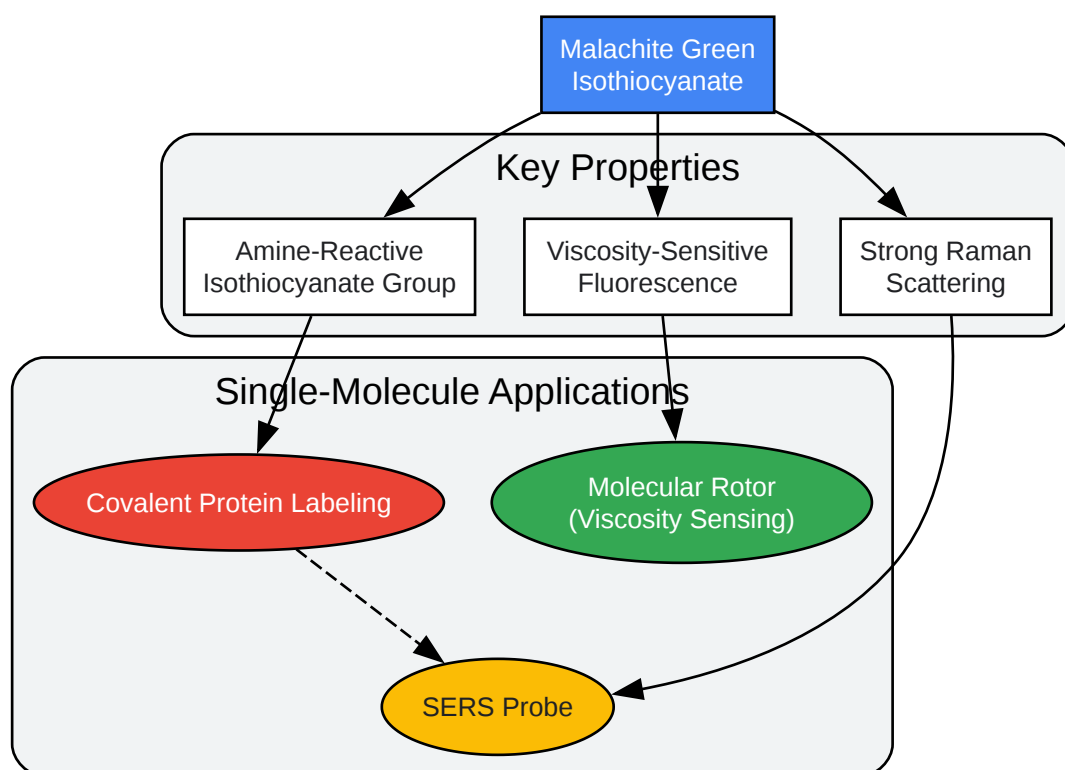 Malachite Green
Isothiocyanate
Key Properties
Amine-Reactive
Isothiocyanate Group
Viscosity-Sensitive
Fluorescence
Strong Raman
Scattering
Single-Molecule Applications
Covalent Protein Labeling
Molecular Rotor
(Viscosity Sensing)
SERS Probe